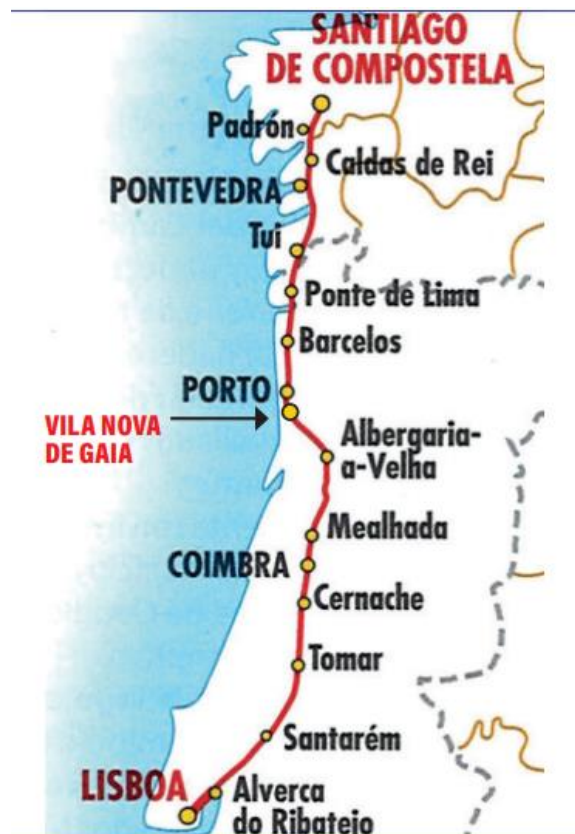 SANTIAGO
DE COMPOSTELA
Padrón
Caldas de Rei
PONTEVEDRA
Tui
Ponte de Lima
Barcelos
PORTO
VILA NOVA
DE GAIA
Albergaria-
a-Velha
Mealhada
COIMBRA
Cernache
Tomar
Santarém
LISBOA
Alverca
do Ribatejo